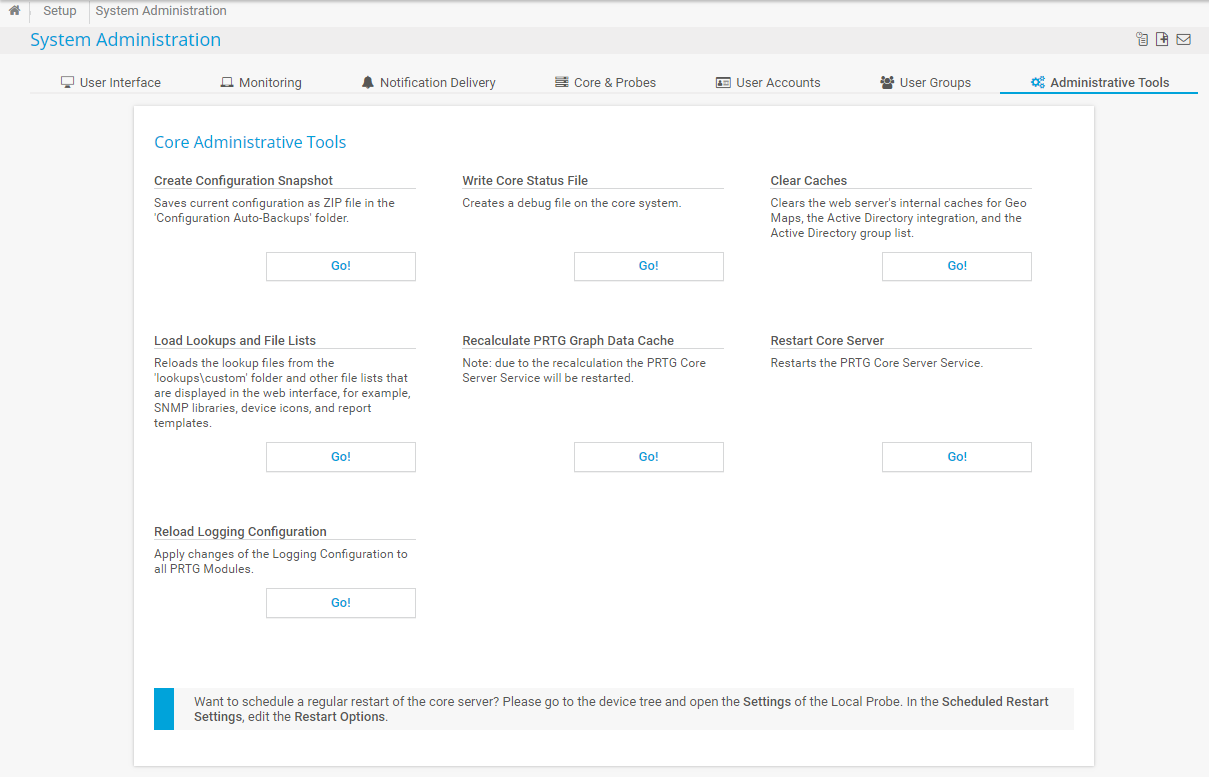 Setup System Administration
System Administration
User Interface Monitoring Notification Delivery Core & Probes User Accounts User Groups Administrative Tools
Core Administrative Tools
Create Configuration Snapshot
Saves current configuration as ZIP file in the
'Configuration Auto-Backups' folder.
Go!
Write Core Status File
Creates a debug file on the core system.
Go!
Clear Caches
Clears the web server's internal caches for Geo
Maps, the Active Directory integration, and the
Active Directory group list.
Go!
Load Lookups and File Lists
Reloads the lookup files from the
'lookups\custom' folder and other file lists that
are displayed in the web interface, for example,
SNMP libraries, device icons, and report
templates.
Go!
Recalculate PRTG Graph Data Cache
Note: due to the recalculation the PRTG Core
Server Service will be restarted.
Go!
Restart Core Server
Restarts the PRTG Core Server Service.
Go!
Reload Logging Configuration
Apply changes of the Logging Configuration to
all PRTG Modules.
Go!
Want to schedule a regular restart of the core server? Please go to the device tree and open the Settings of the Local Probe. In the Scheduled Restart
Settings, edit the Restart Options.